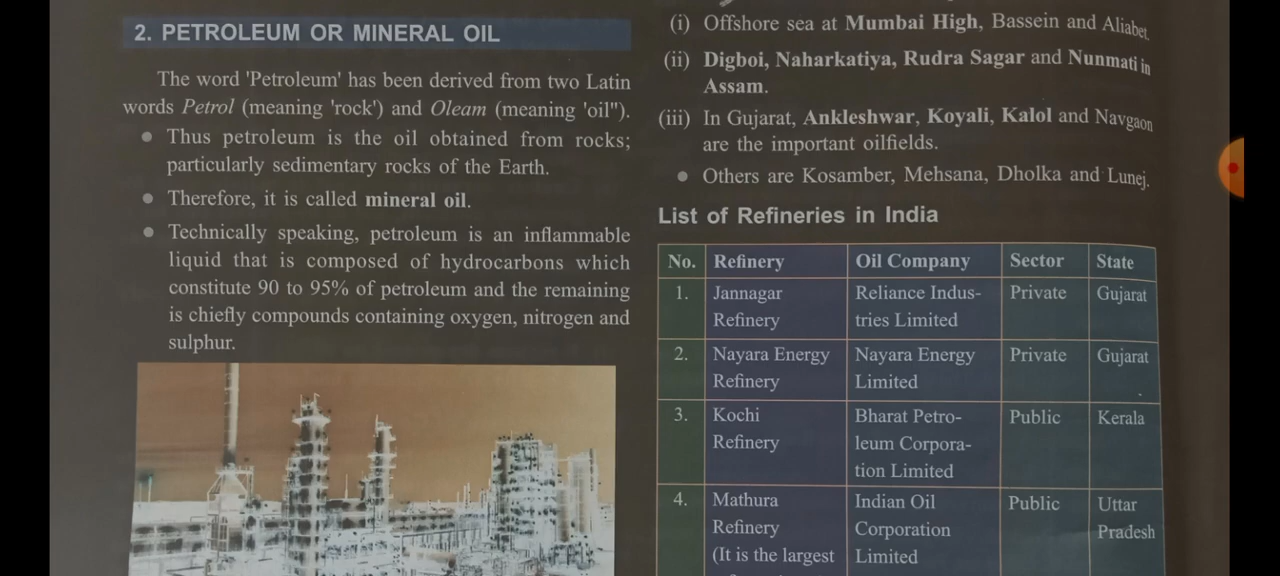 2. PETROLEUM OR MINERAL OIL
The word 'Petroleum' has been derived from two Latin
words Petrol (meaning 'rock') and Oleam (meaning 'oil").
• Thus petroleum is the oil obtained from rocks;
particularly sedimentary rocks of the Earth.
• Therefore, it is called mineral oil.
• Technically speaking, petroleum is an inflammable
liquid that is composed of hydrocarbons which
constitute 90 to 95% of petroleum and the remaining
is chiefly compounds containing oxygen, nitrogen and
sulphur.
(i) Offshore sea at Mumbai High, Bassein and Aliabet.
(ii) Digboi, Naharkatiya, Rudra Sagar and Nunmati in
Assam.
(iii) In Gujarat, Ankleshwar, Koyali, Kalol and Navgaon
are the important oilfields.
• Others are Kosamber, Mehsana, Dholka and Lunej.
List of Refineries in India
No. Refinery Oil Company Sector State
1. Jannagar Reliance Indus- Private Gujarat
Refinery tries Limited
2. Nayara Energy Nayara Energy Private Gujarat
Refinery Limited
3. Kochi Bharat Petro- Public Kerala
Refinery leum Corpora-
tion Limited
4. Mathura Indian Oil Public Uttar
Refinery Corporation Pradesh
(It is the largest Limited